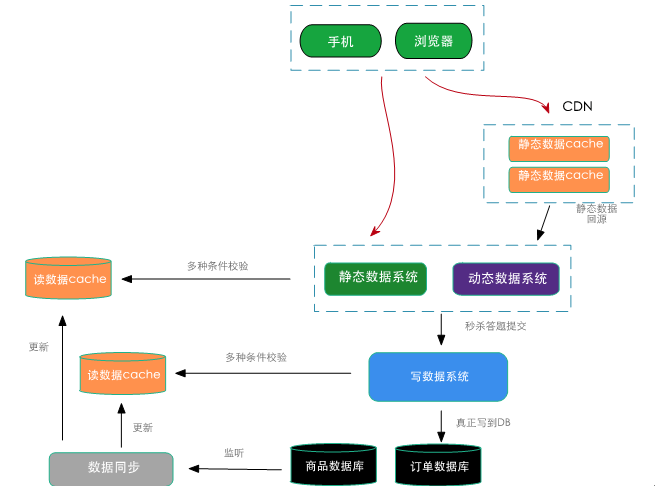 手机
浏览器
CDN
静态数据cache
静态数据cache
静态数据
回源
读数据cache
多种条件校验
静态数据系统
动态数据系统
秒杀答题提交
更新
多种条件校验
读数据cache
写数据系统
更新
真正写到DB
数据同步
监听
商品数据库
订单数据库